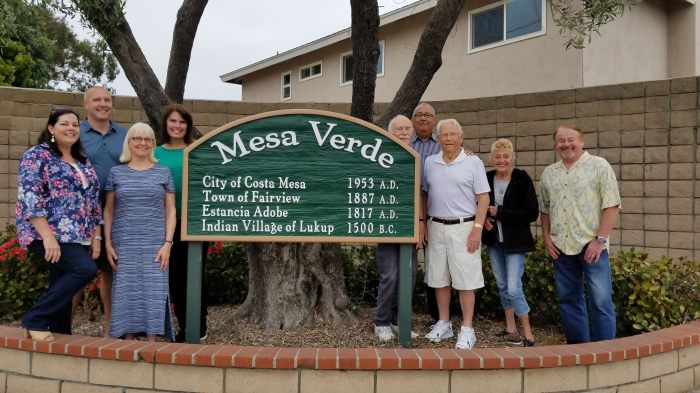 Mesa Verde
City of Costa Mesa 1953 A.D.
Town of Fairview 1887 A.D.
Estancia Adobe 1817 A.D.
Indian Village of Lukup 1500 B.C.